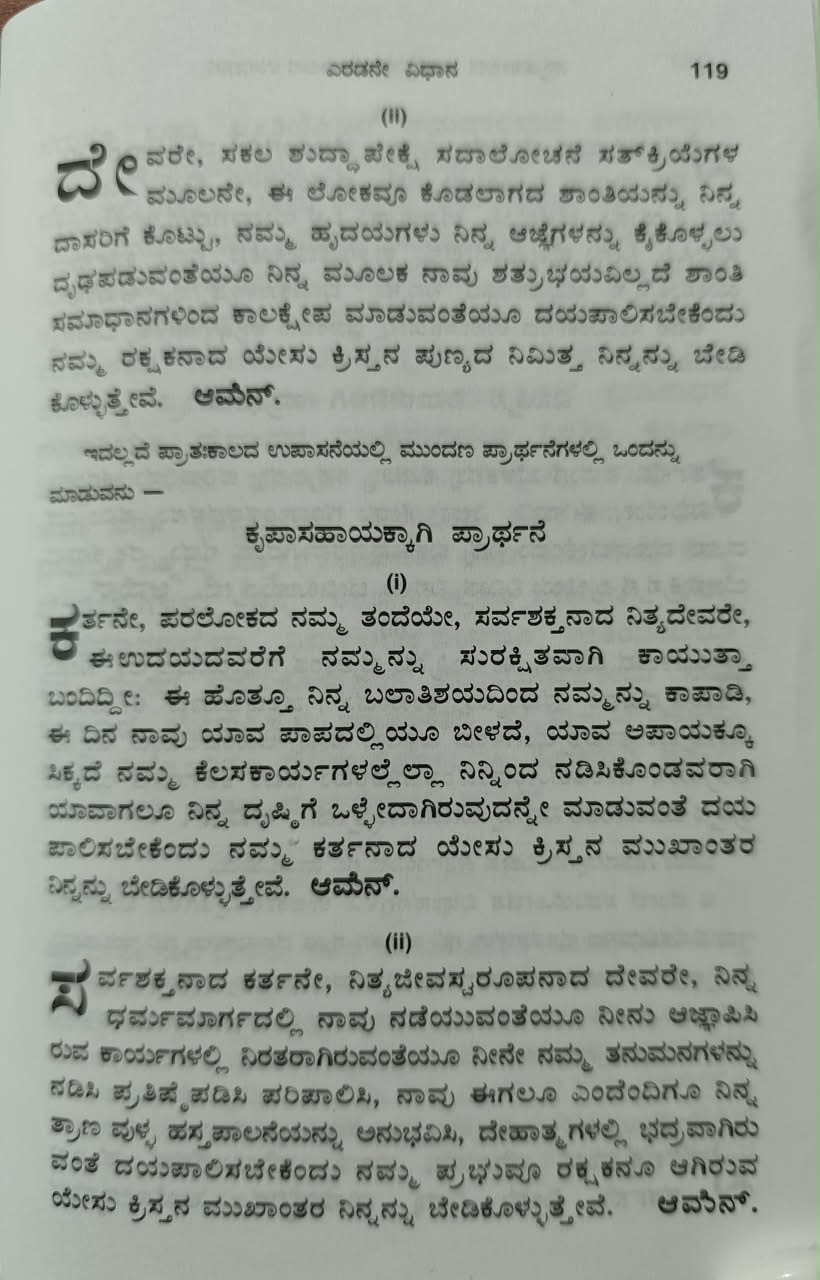 ಎರಡನೇ ವಿಧಾನ 119
(ii)
ದೇವರೇ, ಸಕಲ ಶುದ್ಧಾಪೇಕ್ಷೆ ಸದಾಲೋಚನೆ ಸತ್‌ಕ್ರಿಯೆಗಳ
ಮೂಲನೇ, ಈ ಲೋಕವೂ ಕೊಡಲಾಗದ ಶಾಂತಿಯನ್ನು ನಿನ್ನ
ದಾಸರಿಗೆ ಕೊಟ್ಟು, ನಮ್ಮ ಹೃದಯಗಳು ನಿನ್ನ ಆಜ್ಞೆಗಳನ್ನು ಕೈಕೊಳ್ಳಲು
ದೃಢಪಡುವಂತೆಯೂ ನಿನ್ನ ಮೂಲಕ ನಾವು ಶತ್ರುಭಯವಿಲ್ಲದೆ ಶಾಂತಿ
ಸಮಾಧಾನಗಳಿಂದ ಕಾಲಕ್ಷೇಪ ಮಾಡುವಂತೆಯೂ ದಯಪಾಲಿಸಬೇಕೆಂದು
ನಮ್ಮ ರಕ್ಷಕನಾದ ಯೇಸು ಕ್ರಿಸ್ತನ ಪುಣ್ಯದ ನಿಮಿತ್ತ ನಿನ್ನನ್ನು ಬೇಡಿ
ಕೊಳ್ಳುತ್ತೇವೆ. ಆಮೆನ್.
ಇದಲ್ಲದೆ ಪ್ರಾತಃಕಾಲದ ಉಪಾಸನೆಯಲ್ಲಿ ಮುಂದಣ ಪ್ರಾರ್ಥನೆಗಳಲ್ಲಿ ಒಂದನ್ನು
ಮಾಡುವನು —
ಕೃಪಾಸಹಾಯಕ್ಕಾಗಿ ಪ್ರಾರ್ಥನೆ
(i)
ಕರ್ತನೇ, ಪರಲೋಕದ ನಮ್ಮ ತಂದೆಯೇ, ಸರ್ವಶಕ್ತನಾದ ನಿತ್ಯದೇವರೇ,
ಈ ಉದಯದವರೆಗೆ ನಮ್ಮನ್ನು ಸುರಕ್ಷಿತವಾಗಿ ಕಾಯುತ್ತಾ
ಬಂದಿದ್ದೀ: ಈ ಹೊತ್ತೂ ನಿನ್ನ ಬಲಾತಿಶಯದಿಂದ ನಮ್ಮನ್ನು ಕಾಪಾಡಿ,
ಈ ದಿನ ನಾವು ಯಾವ ಪಾಪದಲ್ಲಿಯೂ ಬೀಳದೆ, ಯಾವ ಅಪಾಯಕ್ಕೂ
ಸಿಕ್ಕದೆ ನಮ್ಮ ಕೆಲಸಕಾರ್ಯಗಳಲ್ಲೆಲ್ಲಾ ನಿನ್ನಿಂದ ನಡಿಸಿಕೊಂಡವರಾಗಿ
ಯಾವಾಗಲೂ ನಿನ್ನ ದೃಷ್ಠಿಗೆ ಒಳ್ಳೇದಾಗಿರುವುದನ್ನೇ ಮಾಡುವಂತೆ ದಯ
ಪಾಲಿಸಬೇಕೆಂದು ನಮ್ಮ ಕರ್ತನಾದ ಯೇಸು ಕ್ರಿಸ್ತನ ಮುಖಾಂತರ
ನಿನ್ನನ್ನು ಬೇಡಿಕೊಳ್ಳುತ್ತೇವೆ. ಆಮೆನ್.
(ii)
ಸರ್ವಶಕ್ತನಾದ ಕರ್ತನೇ, ನಿತ್ಯಜೀವಸ್ವರೂಪನಾದ ದೇವರೇ, ನಿನ್ನ
ಧರ್ಮಮಾರ್ಗದಲ್ಲಿ ನಾವು ನಡೆಯುವಂತೆಯೂ ನೀನು ಆಜ್ಞಾಪಿಸಿ
ರುವ ಕಾರ್ಯಗಳಲ್ಲಿ ನಿರತರಾಗಿರುವಂತೆಯೂ ನೀನೇ ನಮ್ಮ ತನುಮನಗಳನ್ನು
ನಡಿಸಿ ಪ್ರತಿಷ್ಠೆಪಡಿಸಿ ಪರಿಪಾಲಿಸಿ, ನಾವು ಈಗಲೂ ಎಂದೆಂದಿಗೂ ನಿನ್ನ
ತ್ರಾಣ ವುಳ್ಳ ಹಸ್ತಪಾಲನೆಯನ್ನು ಅನುಭವಿಸಿ, ದೇಹಾತ್ಮಗಳಲ್ಲಿ ಭದ್ರವಾಗಿರು
ವಂತೆ ದಯಪಾಲಿಸಬೇಕೆಂದು ನಮ್ಮ ಪ್ರಭುವೂ ರಕ್ಷಕನೂ ಆಗಿರುವ
ಯೇಸು ಕ್ರಿಸ್ತನ ಮುಖಾಂತರ ನಿನ್ನನ್ನು ಬೇಡಿಕೊಳ್ಳುತ್ತೇವೆ. ಆಮೆನ್.